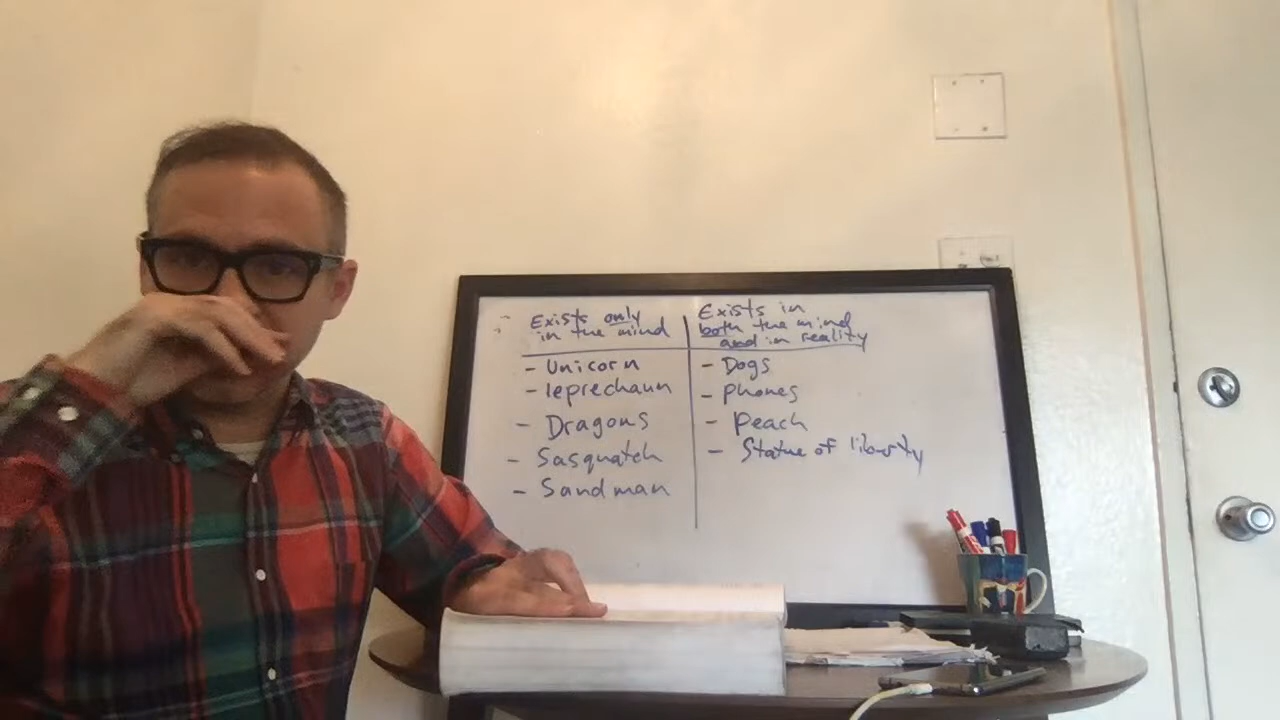 Exists only
in the mind
- Unicorn
- leprechaun
- Dragons
- Sasquatch
- Sandman
Exists in
both the mind
and in reality
- Dogs
- Phones
- Peach
- Statue of liberty